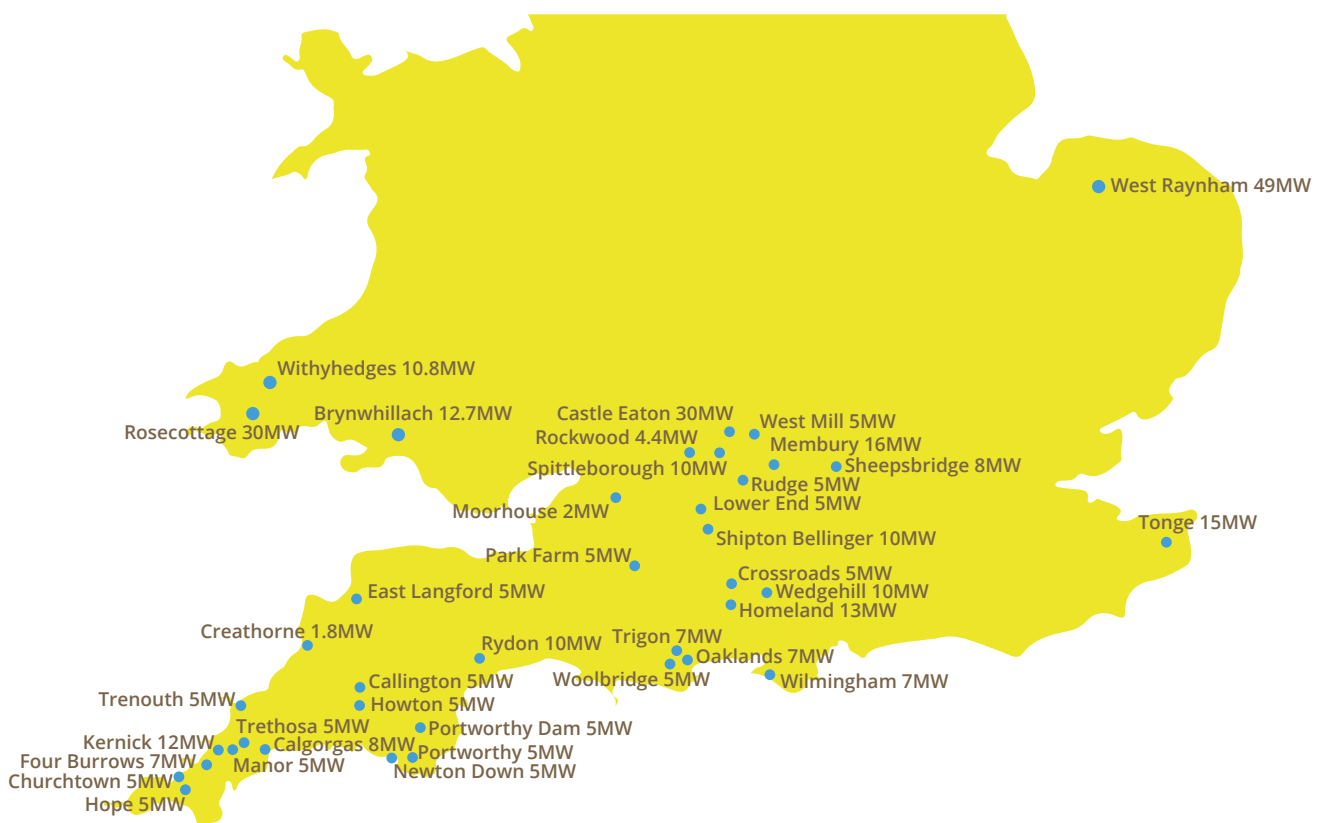 West Raynham 49MW
Withyhedges 10.8MW
Brynwhillach 12.7MW
Rosecottage 30MW
Castle Eaton 30MW
West Mill 5MW
Rockwood 4.4MW
Membury 16MW
Spittleborough 10MW
Sheepsbridge 8MW
Rudge 5MW
Moorhouse 2MW
Lower End 5MW
Tonge 15MW
Shipton Bellinger 10MW
Park Farm 5MW
Crossroads 5MW
East Langford 5MW
Wedgehill 10MW
Homeland 13MW
Creathorne 1.8MW
Rydon 10MW
Trigon 7MW
Oaklands 7MW
Woolbridge 5MW
Wilmingham 7MW
Callington 5MW
Trenouth 5MW
Howton 5MW
Trethosa 5MW
Portworthy Dam 5MW
Kernick 12MW
Calgorgas 8MW
Portworthy 5MW
Four Burrows 7MW
Manor 5MW
Newton Down 5MW
Churchtown 5MW
Hope 5MW